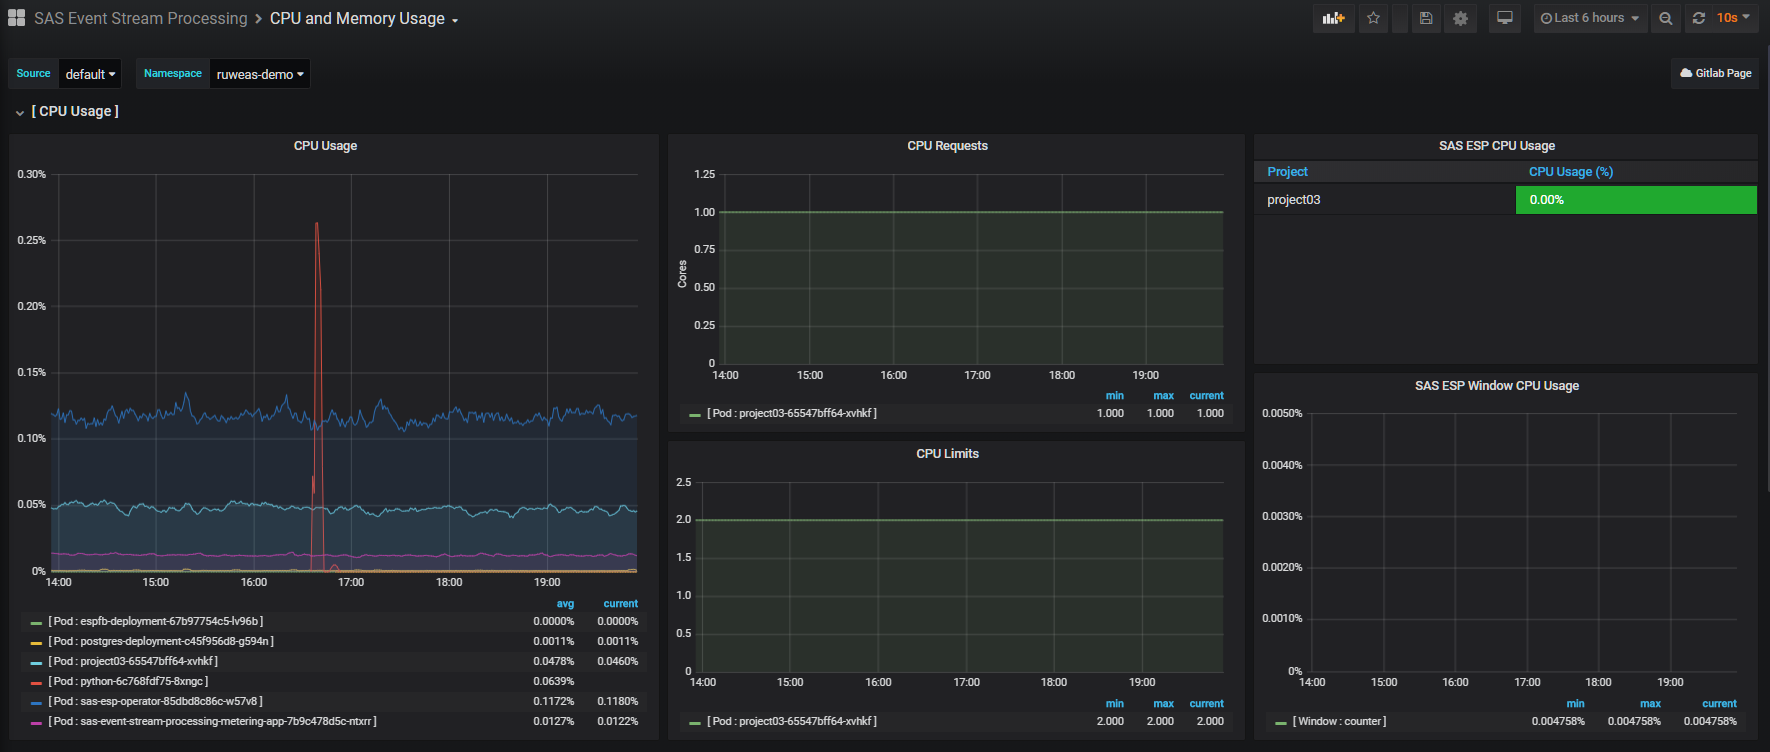 SAS Event Stream Processing > CPU and Memory Usage
Last 6 hours
10s
Source default
Namespace ruweas-demo
Gitlab Page
[ CPU Usage ]
CPU Usage
0.30%
0.25%
0.20%
0.15%
0.10%
0.05%
0%
14:00 15:00 16:00 17:00 18:00 19:00
avg current
[ Pod : espfb-deployment-67b97754c5-lv96b ] 0.0000% 0.0000%
[ Pod : postgres-deployment-c45f956d8-g594n ] 0.0011% 0.0011%
[ Pod : project03-65547bff64-xvhkf ] 0.0478% 0.0460%
[ Pod : python-6c768fdf75-8xngc ] 0.0639%
[ Pod : sas-esp-operator-85dbd8c86c-w57v8 ] 0.1172% 0.1180%
[ Pod : sas-event-stream-processing-metering-app-7b9c478d5c-ntxrr ] 0.0127% 0.0122%
CPU Requests
Cores
1.25
1.00
0.75
0.50
0.25
0
14:00 15:00 16:00 17:00 18:00 19:00
min max current
[ Pod : project03-65547bff64-xvhkf ] 1.000 1.000 1.000
CPU Limits
2.5
2.0
1.5
1.0
0.5
0
14:00 15:00 16:00 17:00 18:00 19:00
min max current
[ Pod : project03-65547bff64-xvhkf ] 2.000 2.000 2.000
SAS ESP CPU Usage
Project CPU Usage (%)
project03 0.00%
SAS ESP Window CPU Usage
0.0050%
0.0040%
0.0030%
0.0020%
0.0010%
0%
14:00 15:00 16:00 17:00 18:00 19:00
min max current
[ Window : counter ] 0.004758% 0.004758% 0.004758%